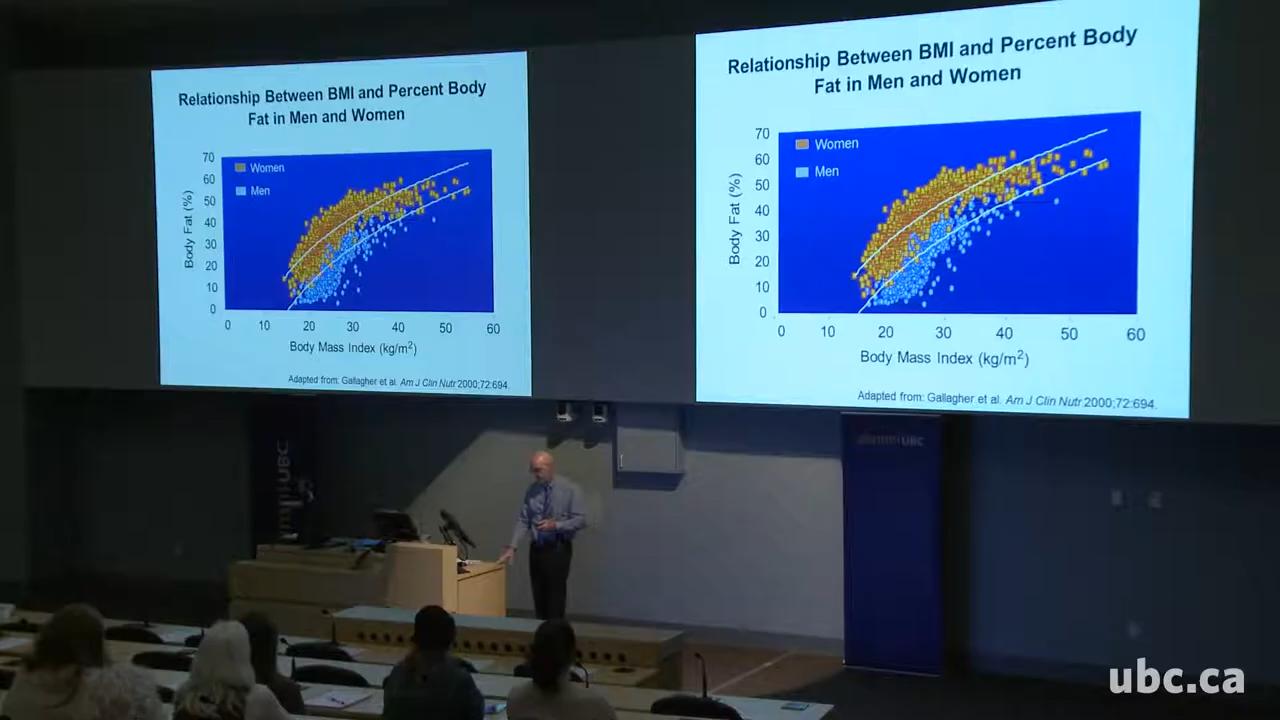 Relationship Between BMI and Percent Body
Fat in Men and Women
Women
Men
70
60
50
40
30
20
10
0
Body Fat (%)
0 10 20 30 40 50 60
Body Mass Index (kg/m²)
Adapted from: Gallagher et al. Am J Clin Nutr 2000;72:694.
Relationship Between BMI and Percent Body
Fat in Men and Women
Women
Men
70
60
50
40
30
20
10
0
Body Fat (%)
0 10 20 30 40 50 60
Body Mass Index (kg/m²)
Adapted from: Gallagher et al. Am J Clin Nutr 2000;72:694.
alumni UBC
alumni UBC
ubc.ca